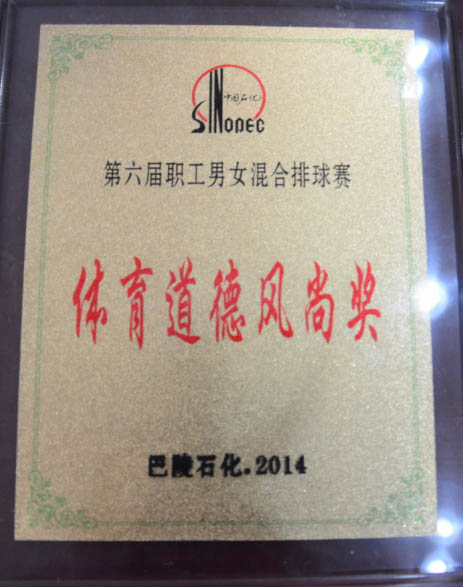 中国石化
SINOPEC
第六届职工男女混合排球赛
体育道德风尚奖
巴陵石化.2014